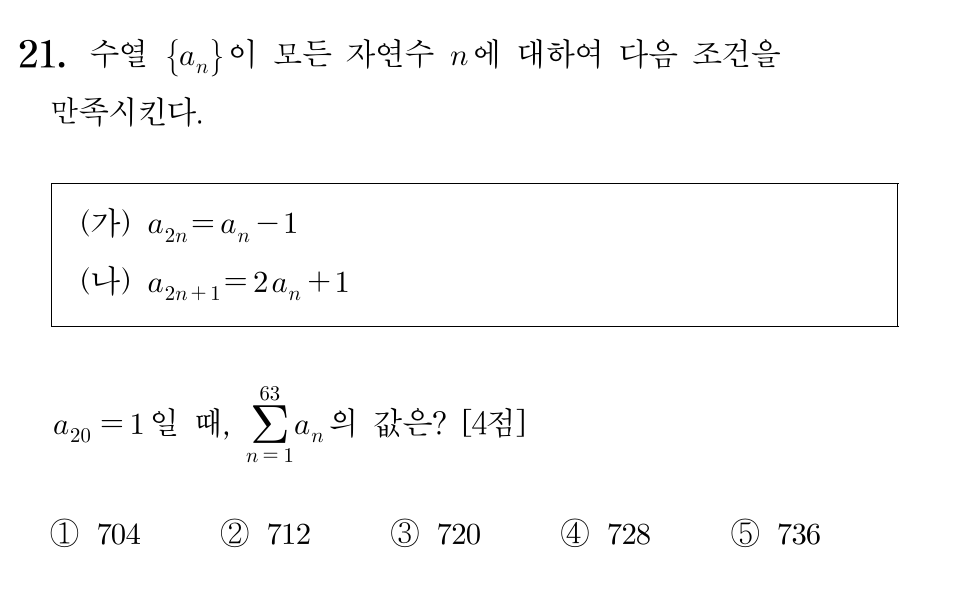 21. 수열 {aₙ}이 모든 자연수 n에 대하여 다음 조건을
만족시킨다.
(가) a₂ₙ = aₙ − 1
(나) a₂ₙ₊₁ = 2aₙ + 1
a₂₀ = 1일 때, ∑_{n=1}^{63} aₙ의 값은? [4점]
① 704 ② 712 ③ 720 ④ 728 ⑤ 736